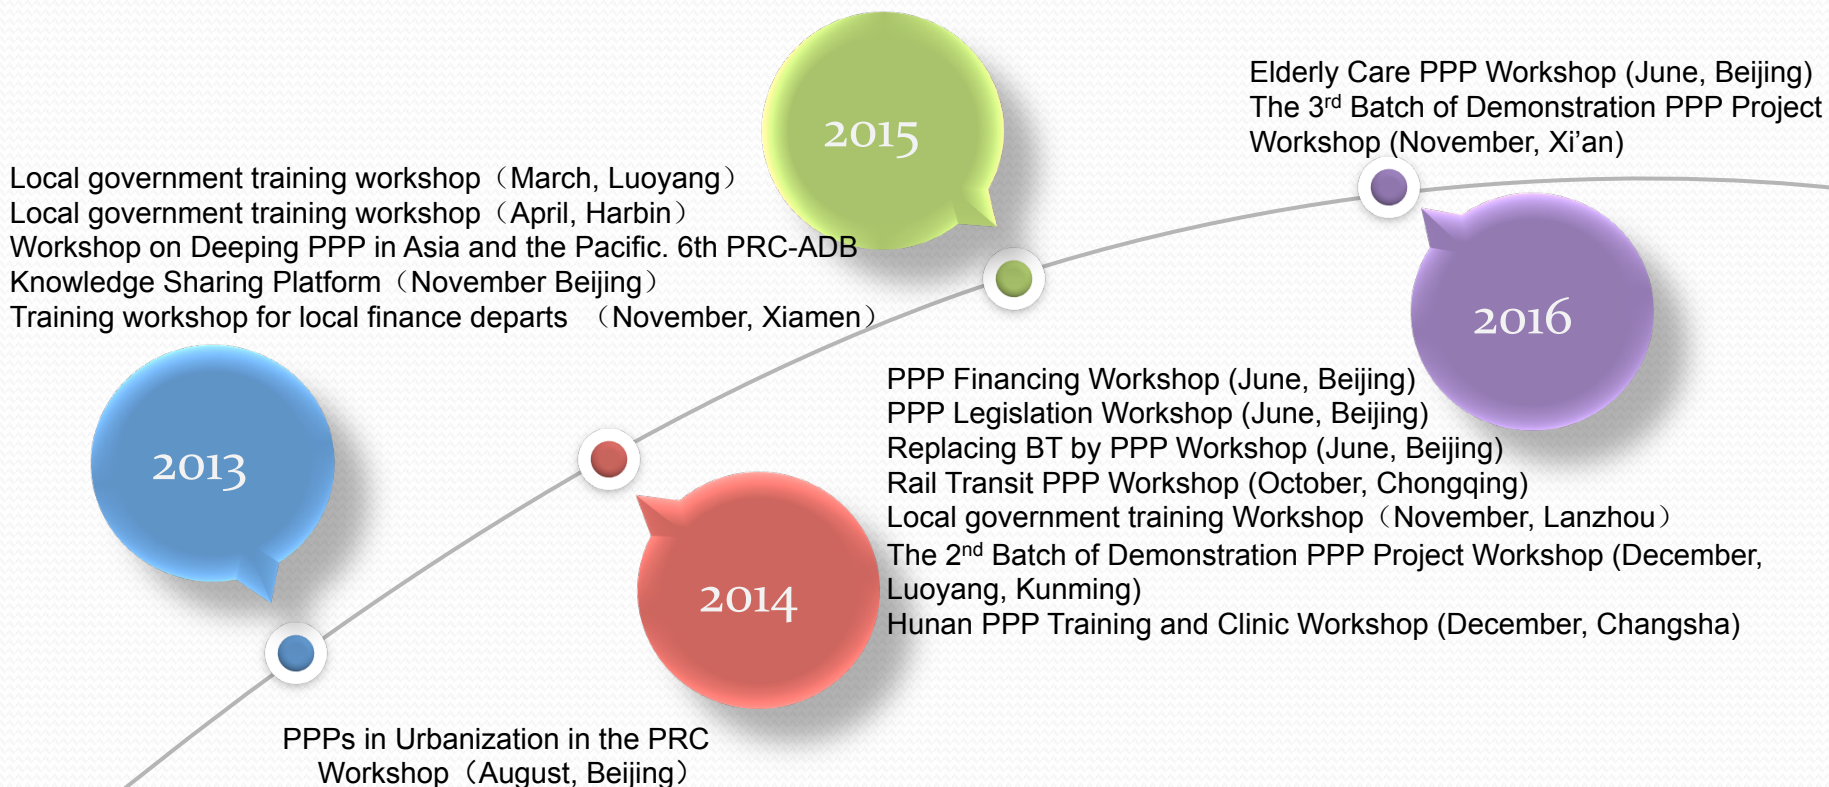 2015
Elderly Care PPP Workshop (June, Beijing)
The 3rd Batch of Demonstration PPP Project
Workshop (November, Xi’an)
Local government training workshop（March, Luoyang）
Local government training workshop（April, Harbin）
Workshop on Deeping PPP in Asia and the Pacific. 6th PRC-ADB
Knowledge Sharing Platform（November Beijing）
Training workshop for local finance departs （November, Xiamen）
2016
2013
PPP Financing Workshop (June, Beijing)
PPP Legislation Workshop (June, Beijing)
Replacing BT by PPP Workshop (June, Beijing)
Rail Transit PPP Workshop (October, Chongqing)
Local government training Workshop（November, Lanzhou）
The 2nd Batch of Demonstration PPP Project Workshop (December,
Luoyang, Kunming)
Hunan PPP Training and Clinic Workshop (December, Changsha)
2014
PPPs in Urbanization in the PRC
Workshop（August, Beijing）